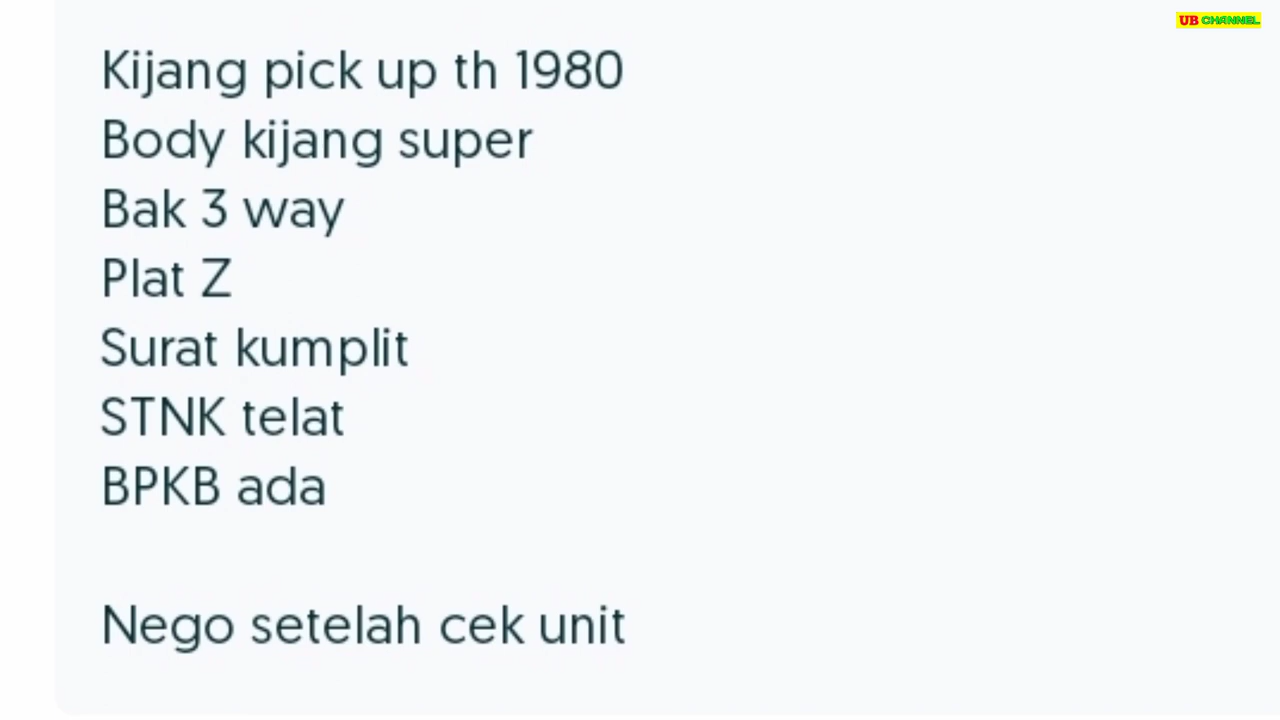 UB CHANNEL
Kijang pick up th 1980
Body kijang super
Bak 3 way
Plat Z
Surat kumplit
STNK telat
BPKB ada
Nego setelah cek unit